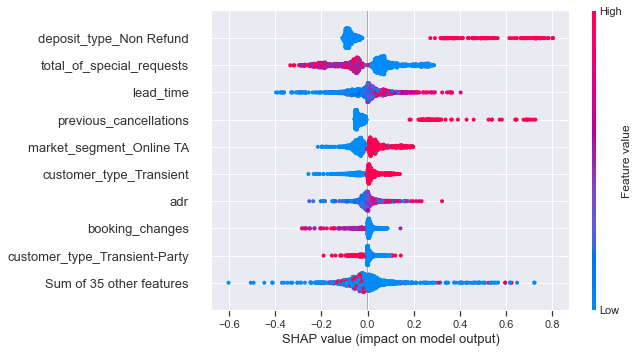 High
deposit_type_Non Refund
total_of_special_requests
lead_time
previous_cancellations
market_segment_Online TA
customer_type_Transient
adr
booking_changes
customer_type_Transient-Party
Sum of 35 other features
Feature value
Low
−0.6 −0.4 −0.2 0.0 0.2 0.4 0.6 0.8
SHAP value (impact on model output)